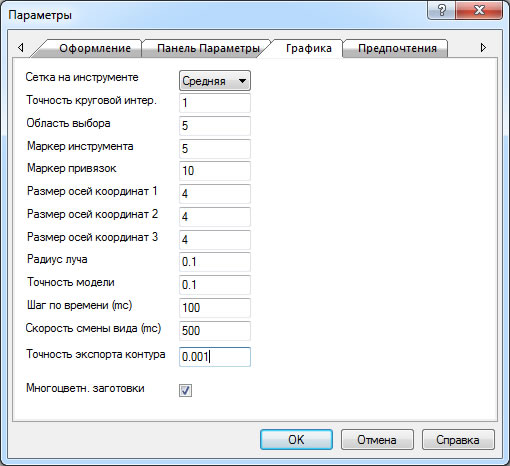 Параметры
Оформление Панель Параметры Графика Предпочтения
Сетка на инструменте Средняя
Точность круговой интер. 1
Область выбора 5
Маркер инструмента 5
Маркер привязок 10
Размер осей координат 1 4
Размер осей координат 2 4
Размер осей координат 3 4
Радиус луча 0.1
Точность модели 0.1
Шаг по времени (mc) 100
Скорость смены вида (mc) 500
Точность экспорта контура 0.001
Многоцветн. заготовки
OK Отмена Справка